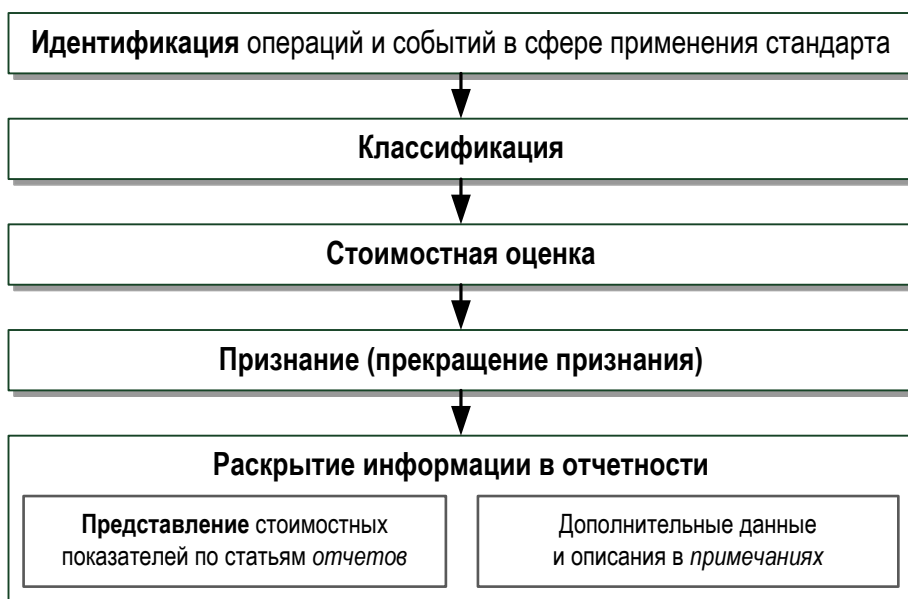 Идентификация операций и событий в сфере применения стандарта
Классификация
Стоимостная оценка
Признание (прекращение признания)
Раскрытие информации в отчетности
Представление стоимостных
показателей по статьям отчетов
Дополнительные данные
и описания в примечаниях